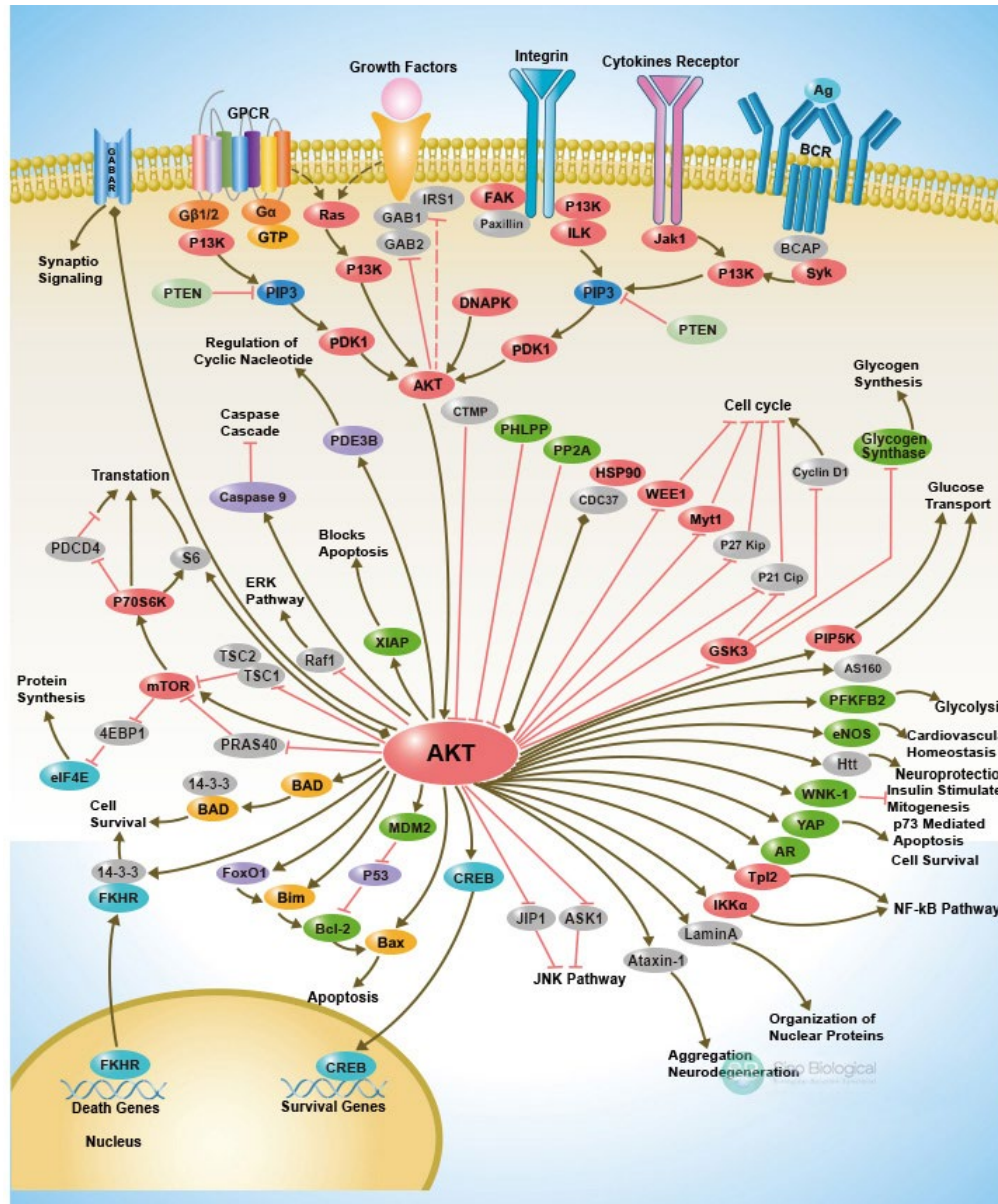 Integrin
Cytokines Receptor
Growth Factors
GPCR
Ag
BCR
GABAR
IRS1
FAK
P13K
Gβ1/2
Gα
Ras
GAB1
Paxillin
ILK
Jak1
BCAP
GTP
P13K
GAB2
P13K
Syk
Synaptio
Signaling
P13K
PTEN
PIP3
DNAPK
PIP3
PTEN
pDK1
pDK1
Regulation of
Cyclic Nacleotide
AKT
Glycogen
Synthesis
CTMP
Cell cycle
Caspase
Cascade
PDE3B
PHLPP
PP2A
Glycogen
Synthase
HSP90
Cyclin D1
Transtation
Caspase 9
CDC37
WEE1
Glucose
Transport
Myt1
PDCD4
S6
Blocks
Apoptosis
P27 Kip
P21 Cip
P70S6K
ERK
Pathway
XIAP
PIP5K
GSK3
TSC2
Raf1
AS160
TSC1
Protein
Synthesis
mTOR
PFKFB2
Glycolysi
4EBP1
PRAS40
AKT
eNOS
Cardiovascula
Homeostasis
eIF4E
Htt
14-3-3
BAD
Neuroprotection
WNK-1
Insulin Stimulate
Mitogenesis
BAD
Cell
Survival
MDM2
YAP
p73 Mediated
Apoptosis
AR
Cell Survival
14-3-3
FoxO1
P53
CREB
Tpl2
FKHR
Bim
IKKα
NF-kB Pathway
JIP1
ASK1
Bcl-2
Bax
LaminA
Ataxin-1
JNK Pathway
Apoptosis
Organization of
Nuclear Proteins
Aggregation
Neurodegeneration
Sino Biological
FKHR
CREB
Death Genes
Survival Genes
Nucleus